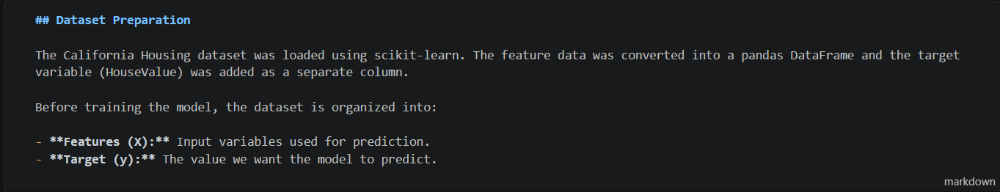 ## Dataset Preparation
The California Housing dataset was loaded using scikit-learn. The feature data was converted into a pandas DataFrame and the target
variable (HouseValue) was added as a separate column.
Before training the model, the dataset is organized into:
- **Features (X):** Input variables used for prediction.
- **Target (y):** The value we want the model to predict.
markdown